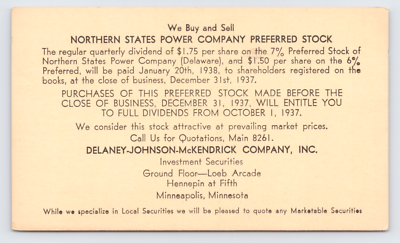 We Buy and Sell
NORTHERN STATES POWER COMPANY PREFERRED STOCK
The regular quarterly dividend of $1.75 per share on the 7% Preferred Stock of
Northern States Power Company (Delaware), and $1.50 per share on the 6%
Preferred, will be paid January 20th, 1938, to shareholders registered on the
books, at the close of business, December 31st, 1937.
PURCHASES OF THIS PREFERRED STOCK MADE BEFORE THE
CLOSE OF BUSINESS, DECEMBER 31, 1937, WILL ENTITLE YOU
TO FULL DIVIDENDS FROM OCTOBER 1, 1937.
We consider this stock attractive at prevailing market prices.
Call Us for Quotations, Main 8261.
DELANEY-JOHNSON-McKENDRICK COMPANY, INC.
Investment Securities
Ground Floor—Loeb Arcade
Hennepin at Fifth
Minneapolis, Minnesota
While we specialize in Local Securities we will be pleased to quote any Marketable Securities